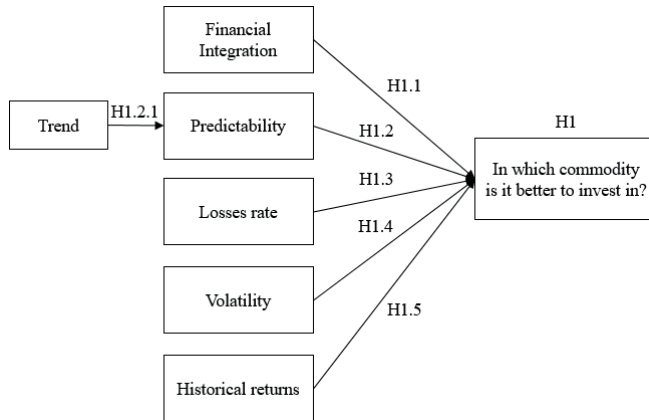 Financial
Integration
H1.1
H1.2.1
Trend
Predictability
H1.2
H1
In which commodity
is it better to invest in?
H1.3
Losses rate
H1.4
Volatility
H1.5
Historical returns